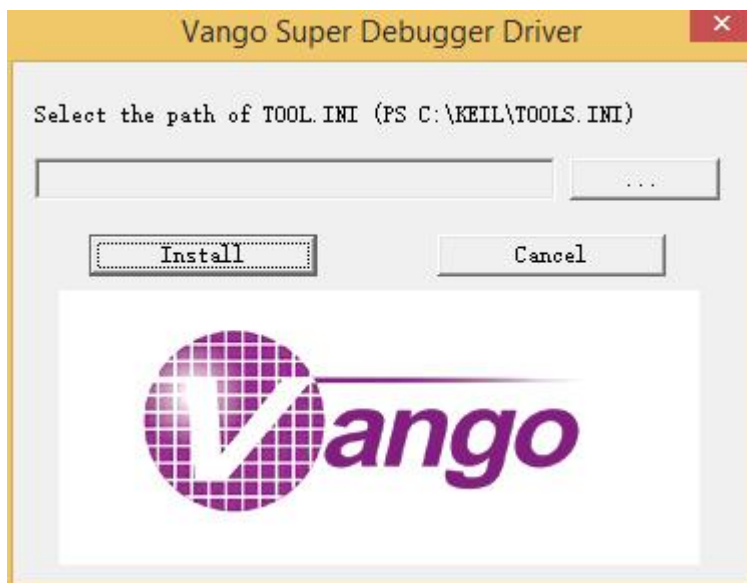 Vango Super Debugger Driver
Select the path of TOOL.INI (PS C:\KEIL\TOOLS.INI)
...
Install
Cancel
Vango